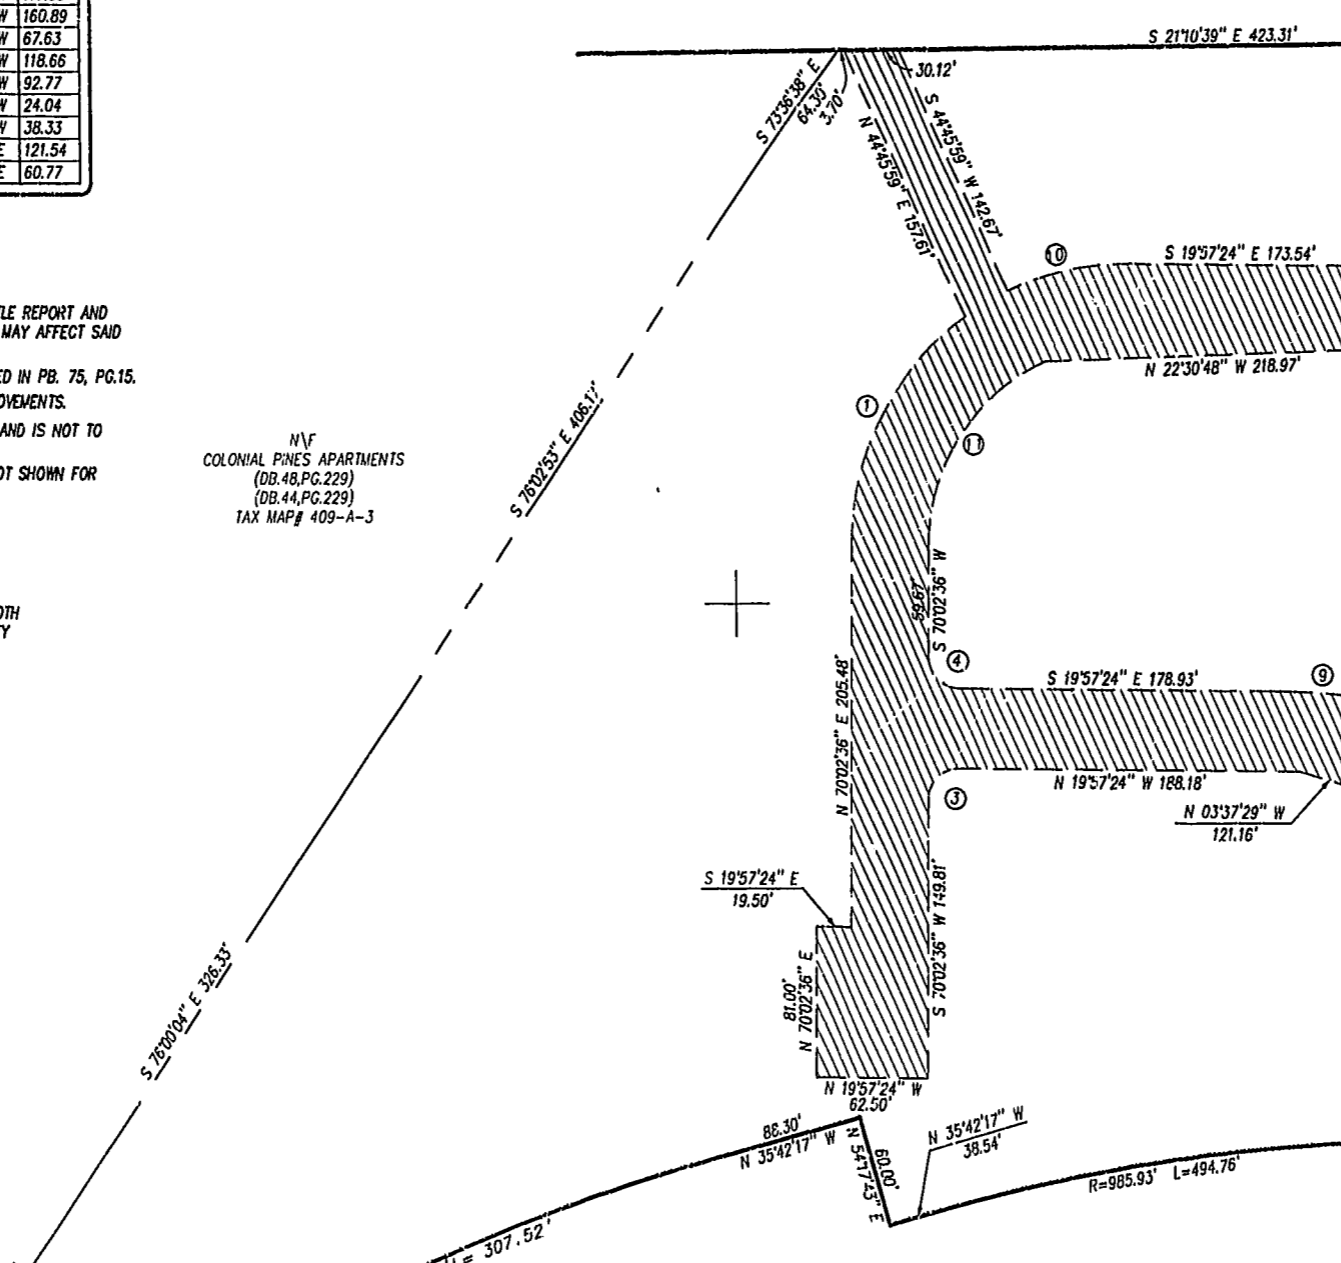 W 160.89
W 67.63
W 118.66
W 92.77
W 24.04
W 38.33
E 121.54
E 60.77
LE REPORT AND
MAY AFFECT SAID
ED IN PB. 75, PG.15.
OVEMENTS.
AND IS NOT TO
OT SHOWN FOR
OTH
TY
N\F
COLONIAL PINES APARTMENTS
(DB.48,PG.229)
(DB.44,PG.229)
TAX MAP# 409-A-3
S 21°10'39" E 423.31'
S 73°36'38" E
64.30'
3.70'
30.12'
N 44°45'59" E 157.61'
S 44°45'59" W 142.67'
10
S 19°57'24" E 173.54'
N 22°30'48" W 218.97'
1
11
S 76°02'53" E 406.17'
59.67'
S 70°02'36" W
4
S 19°57'24" E 178.93'
9
N 70°02'36" E 205.48'
N 19°57'24" W 188.18'
3
N 03°37'29" W
121.16'
S 19°57'24" E
19.50'
S 70°02'36" W 149.81'
81.00'
N 70°02'36" E
S 76°00'04" E 326.33'
N 19°57'24" W
62.50'
88.30'
N 35°42'17" W
60.00'
N 54°17'43" E
N 35°42'17" W
38.54'
R=985.93' L=494.76'
= 307.52'